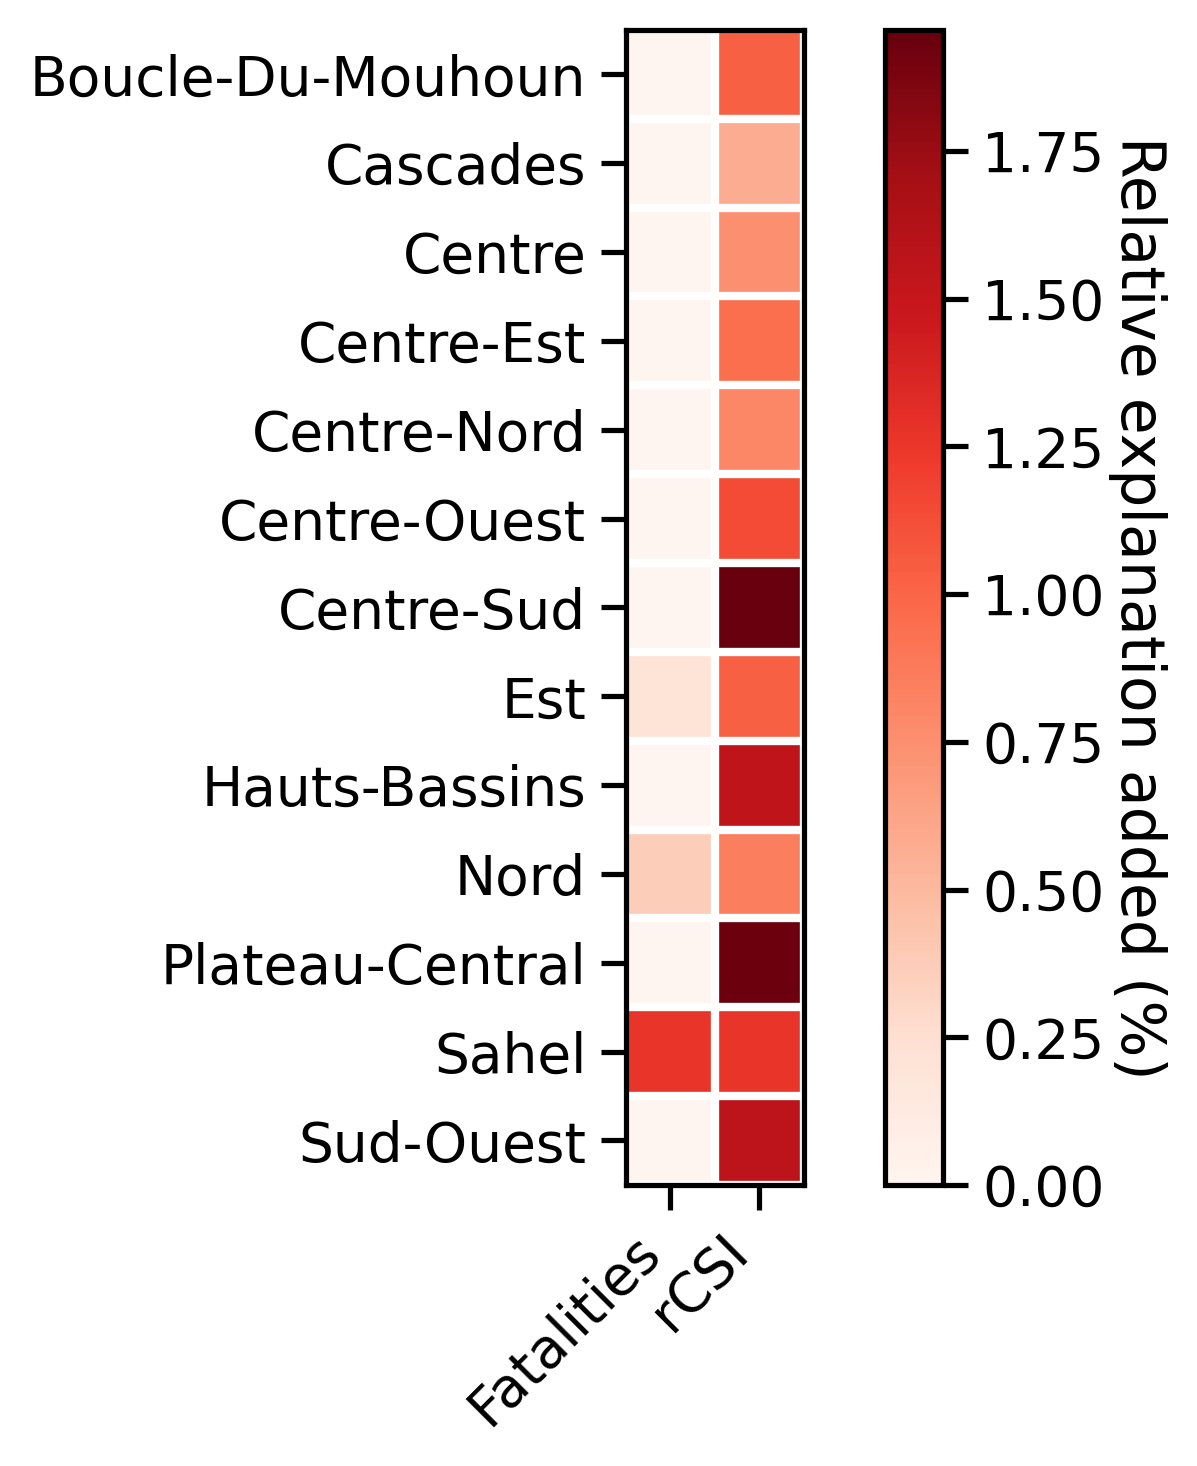 Boucle-Du-Mouhoun
Cascades
Centre
Centre-Est
Centre-Nord
Centre-Ouest
Centre-Sud
Est
Hauts-Bassins
Nord
Plateau-Central
Sahel
Sud-Ouest
Fatalities
rCSI
1.75
1.50
1.25
1.00
0.75
0.50
0.25
0.00
Relative explanation added (%)